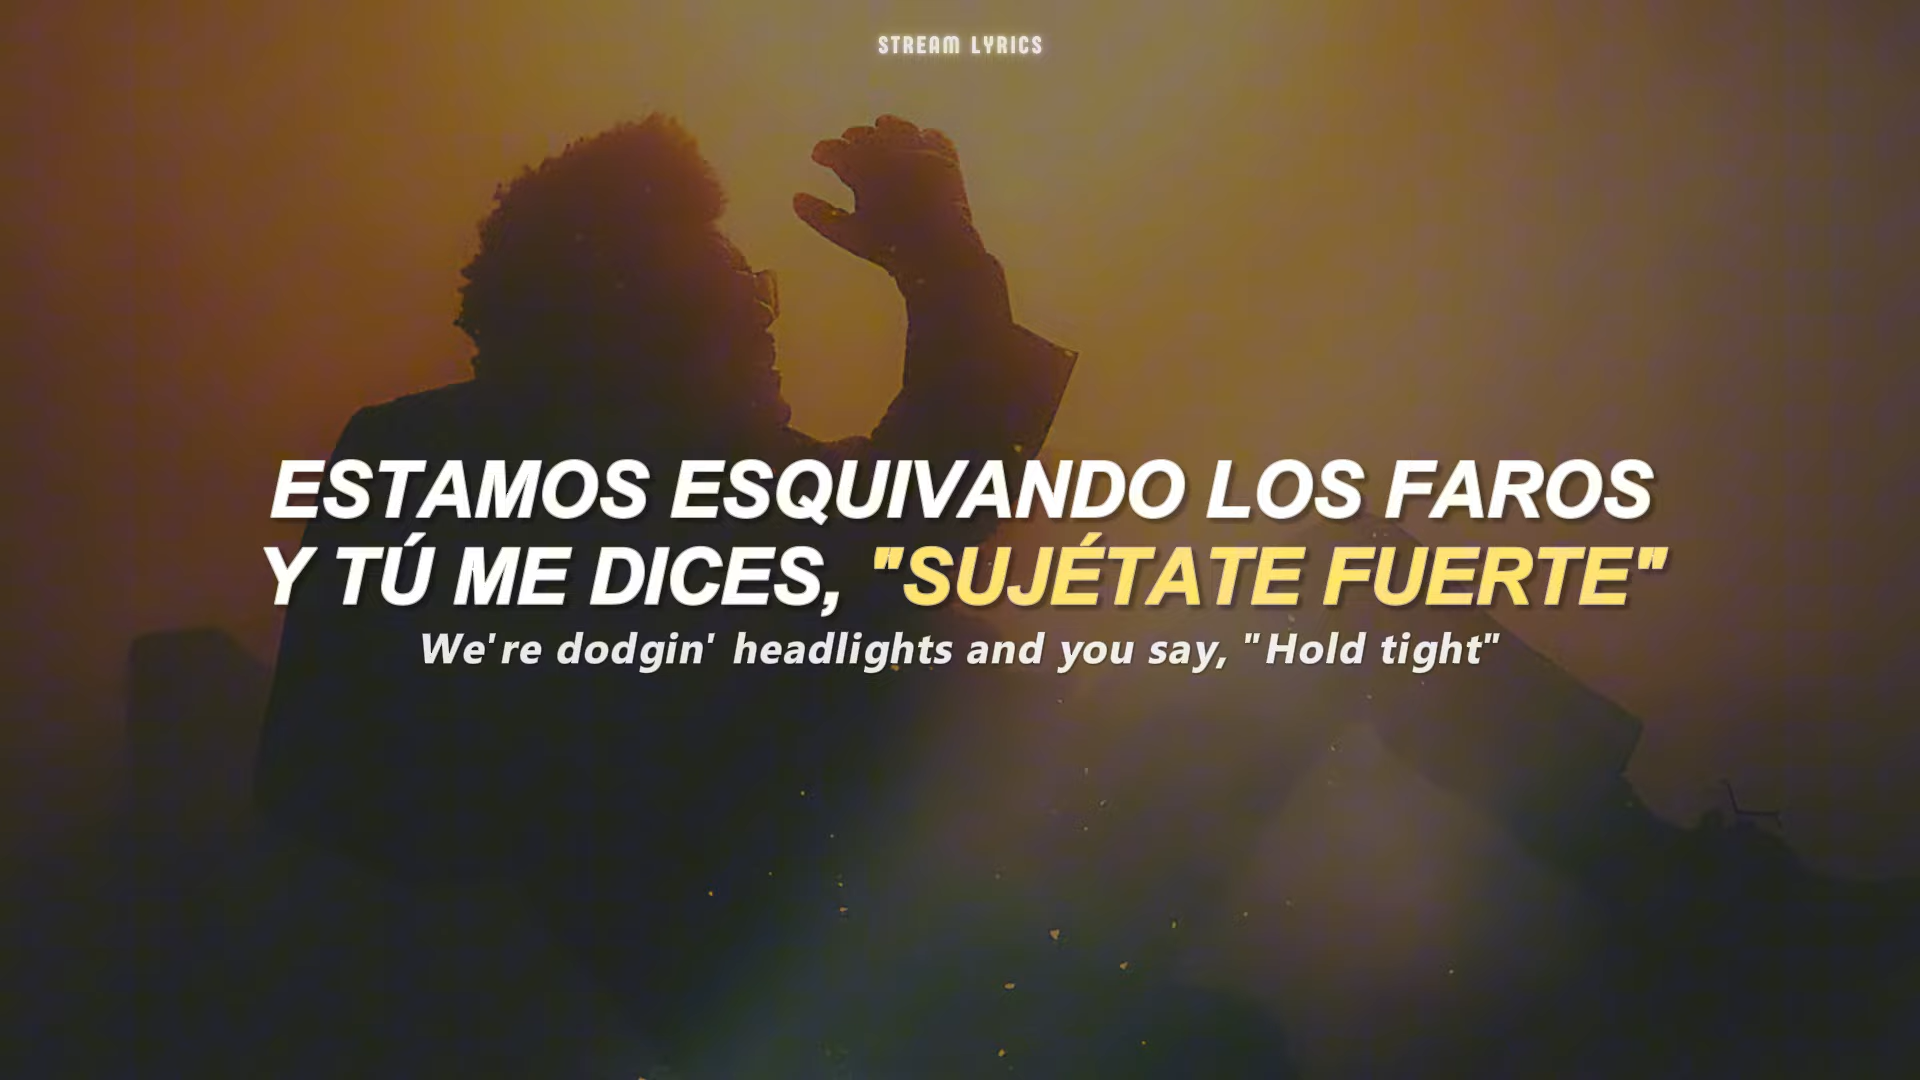 STREAM LYRICS
ESTAMOS ESQUIVANDO LOS FAROS
Y TÚ ME DICES, "SUJÉTATE FUERTE"
We're dodgin' headlights and you say, "Hold tight"